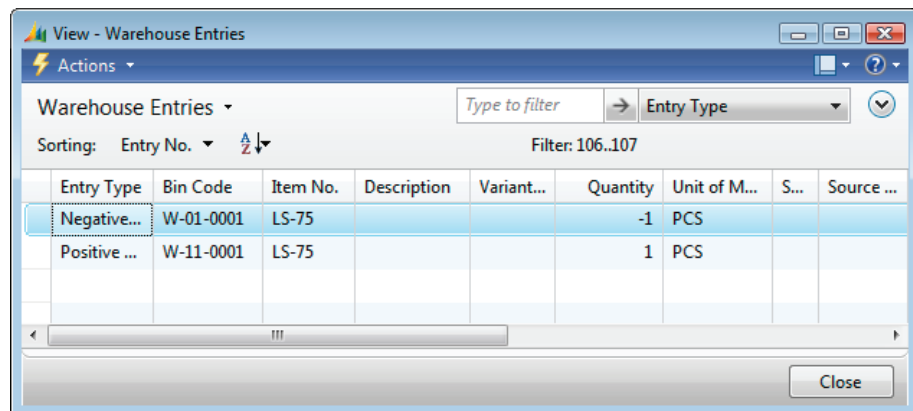 View - Warehouse Entries
Actions
Warehouse Entries
Type to filter
Entry Type
Sorting: Entry No.
Filter: 106..107
Entry Type Bin Code Item No. Description Variant... Quantity Unit of M... S... Source ...
Negative... W-01-0001 LS-75 -1 PCS
Positive ... W-11-0001 LS-75 1 PCS
Close